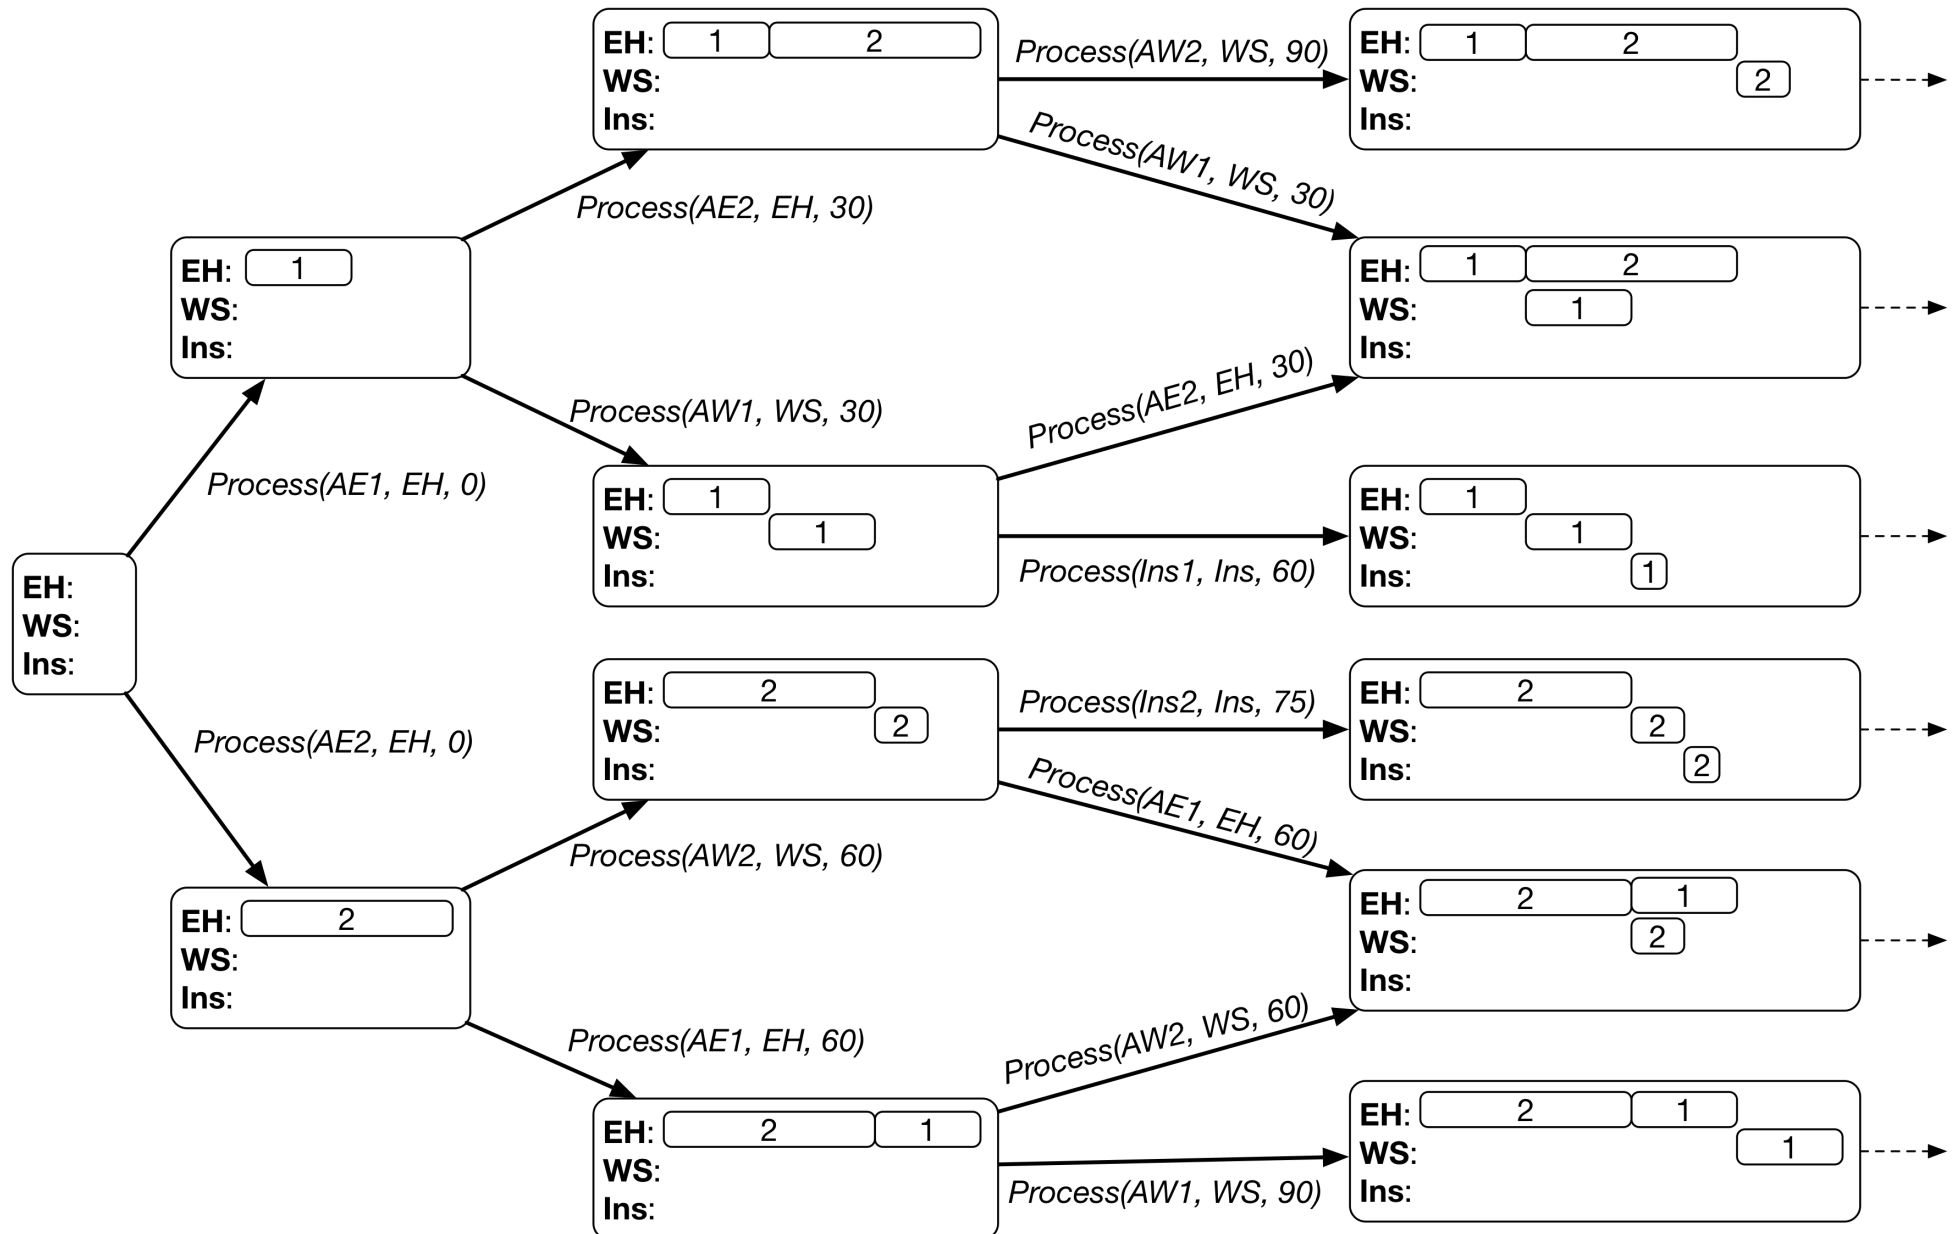 EH: 1 2
WS:
Ins:
Process(AW2, WS, 90)
EH: 1 2
WS: 2
Ins:
Process(AW1, WS, 30)
Process(AE2, EH, 30)
EH: 1
WS:
Ins:
EH: 1 2
WS: 1
Ins:
Process(AW1, WS, 30)
Process(AE2, EH, 30)
Process(AE1, EH, 0)
EH: 1
WS: 1
Ins:
Process(Ins1, Ins, 60)
EH: 1
WS: 1
Ins: 1
EH:
WS:
Ins:
Process(AE2, EH, 0)
EH: 2
WS: 2
Ins:
Process(Ins2, Ins, 75)
EH: 2
WS: 2
Ins: 2
Process(AE1, EH, 60)
Process(AW2, WS, 60)
EH: 2
WS:
Ins:
EH: 2 1
WS: 2
Ins:
Process(AE1, EH, 60)
Process(AW2, WS, 60)
EH: 2 1
WS:
Ins:
Process(AW1, WS, 90)
EH: 2 1
WS: 1
Ins: